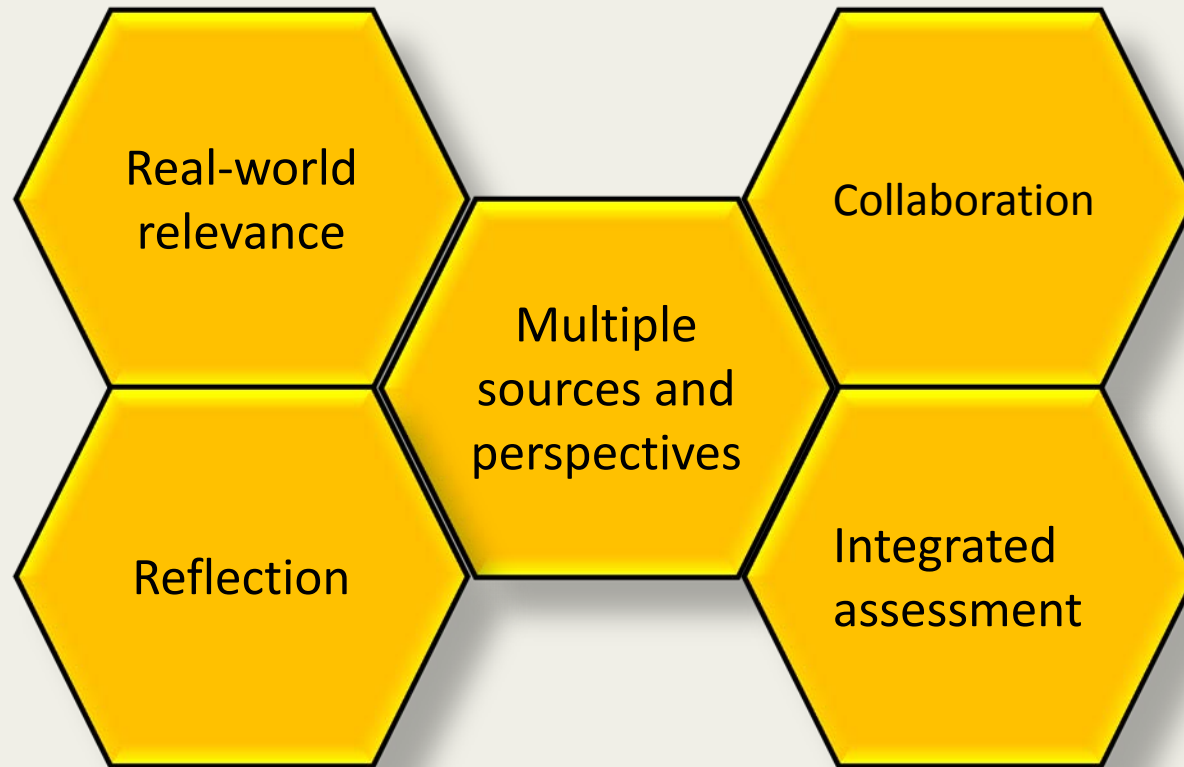 Real-world
relevance
Collaboration
Multiple
sources and
perspectives
Reflection
Integrated
assessment